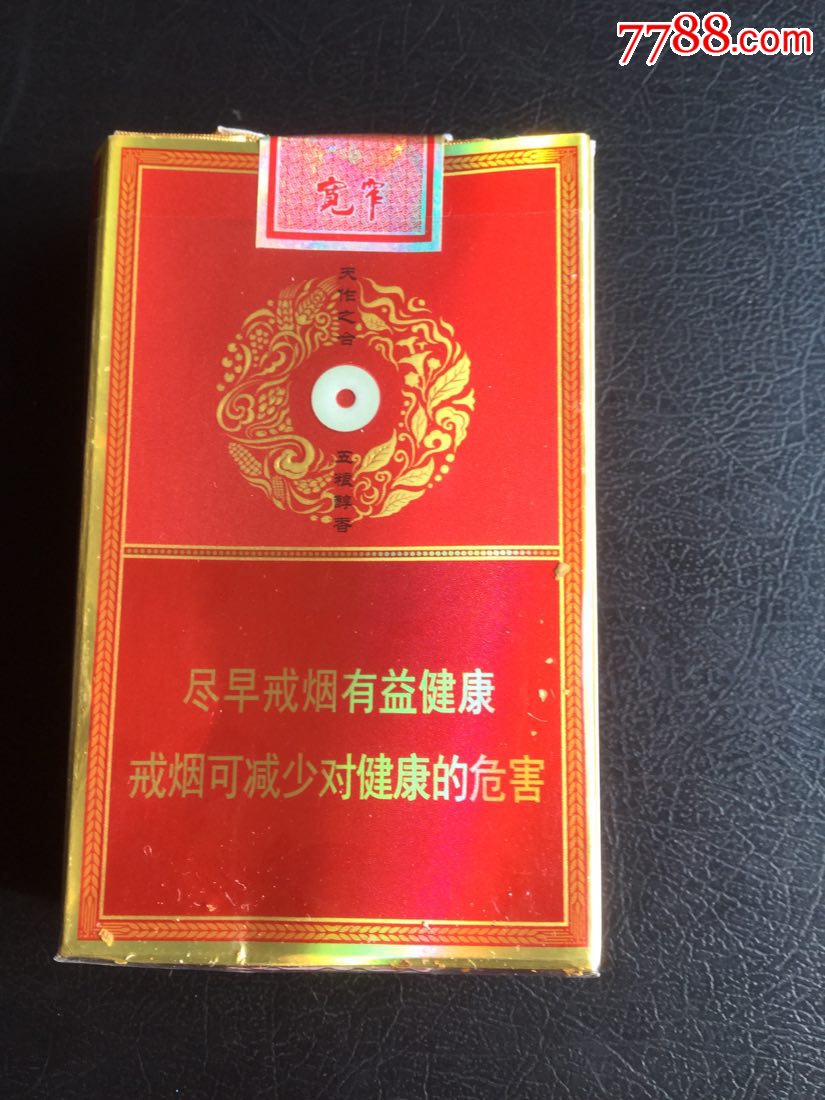 7788.com
宽窄
天作之合
五粮醇香
尽早戒烟有益健康
戒烟可减少对健康的危害